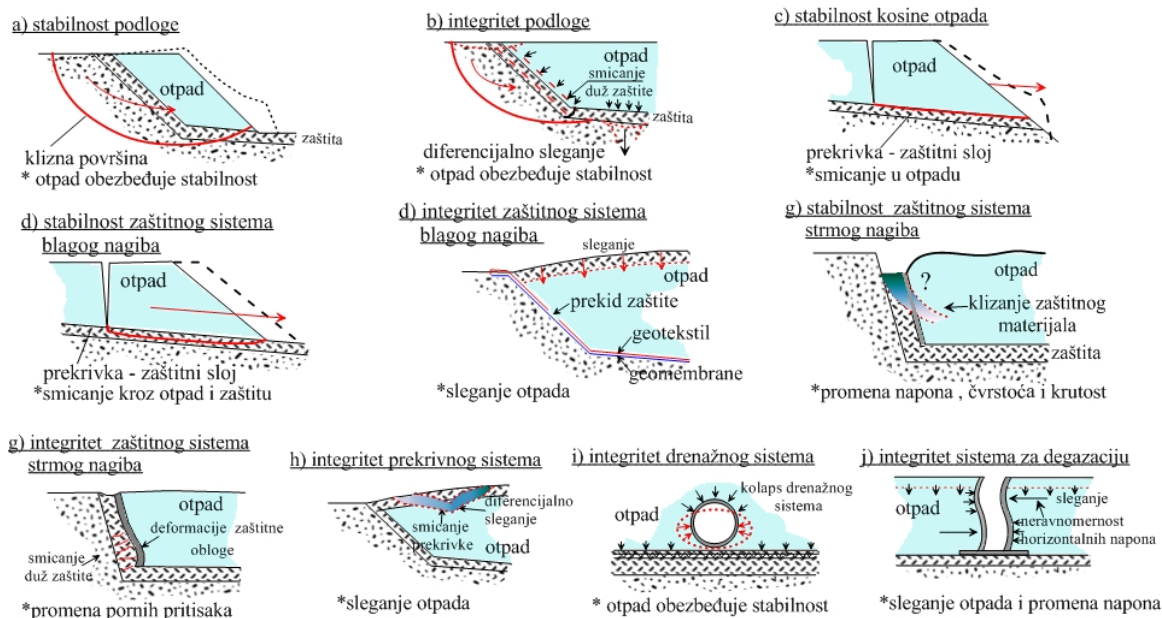 a) stabilnost podloge
otpad
zaštita
klizna površina
* otpad obezbeđuje stabilnost
b) integritet podloge
otpad
smicanje
duž zaštite
zaštita
diferencijalno sleganje
* otpad obezbeđuje stabilnost
c) stabilnost kosine otpada
otpad
prekrivka - zaštitni sloj
*smicanje u otpadu
d) stabilnost zaštitnog sistema
blagog nagiba
otpad
prekrivka - zaštitni sloj
*smicanje kroz otpad i zaštitu
d) integritet zaštitnog sistema
blagog nagiba
sleganje
otpad
prekid zaštite
geotekstil
geomembrane
*sleganje otpada
g) stabilnost zaštitnog sistema
strmog nagiba
?
otpad
klizanje zaštitnog
materijala
zaštita
*promena napona , čvrstoća i krutost
g) integritet zaštitnog sistema
strmog nagiba
otpad
deformacije zaštitne
obloge
smicanje
duž zaštite
*promena pornih pritisaka
h) integritet prekrivnog sistema
diferencijalno
sleganje
smicanje
prekrivke
otpad
*sleganje otpada
i) integritet drenažnog sistema
kolaps drenažnog
sistema
otpad
* otpad obezbeđuje stabilnost
j) integritet sistema za degazaciju
otpad
sleganje
neravnomernost
horizontalnih napona
*sleganje otpada i promena napona